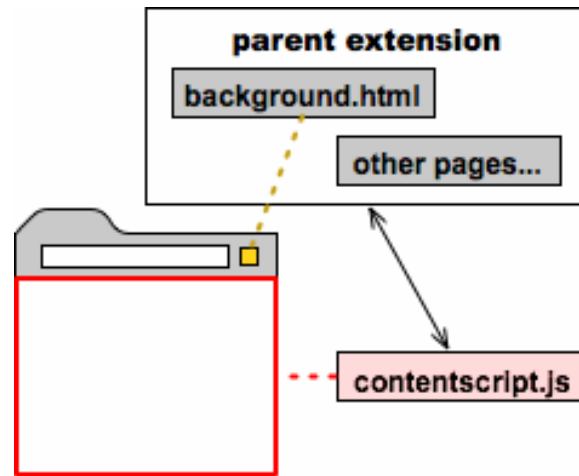 parent extension
background.html
other pages...
contentscript.js